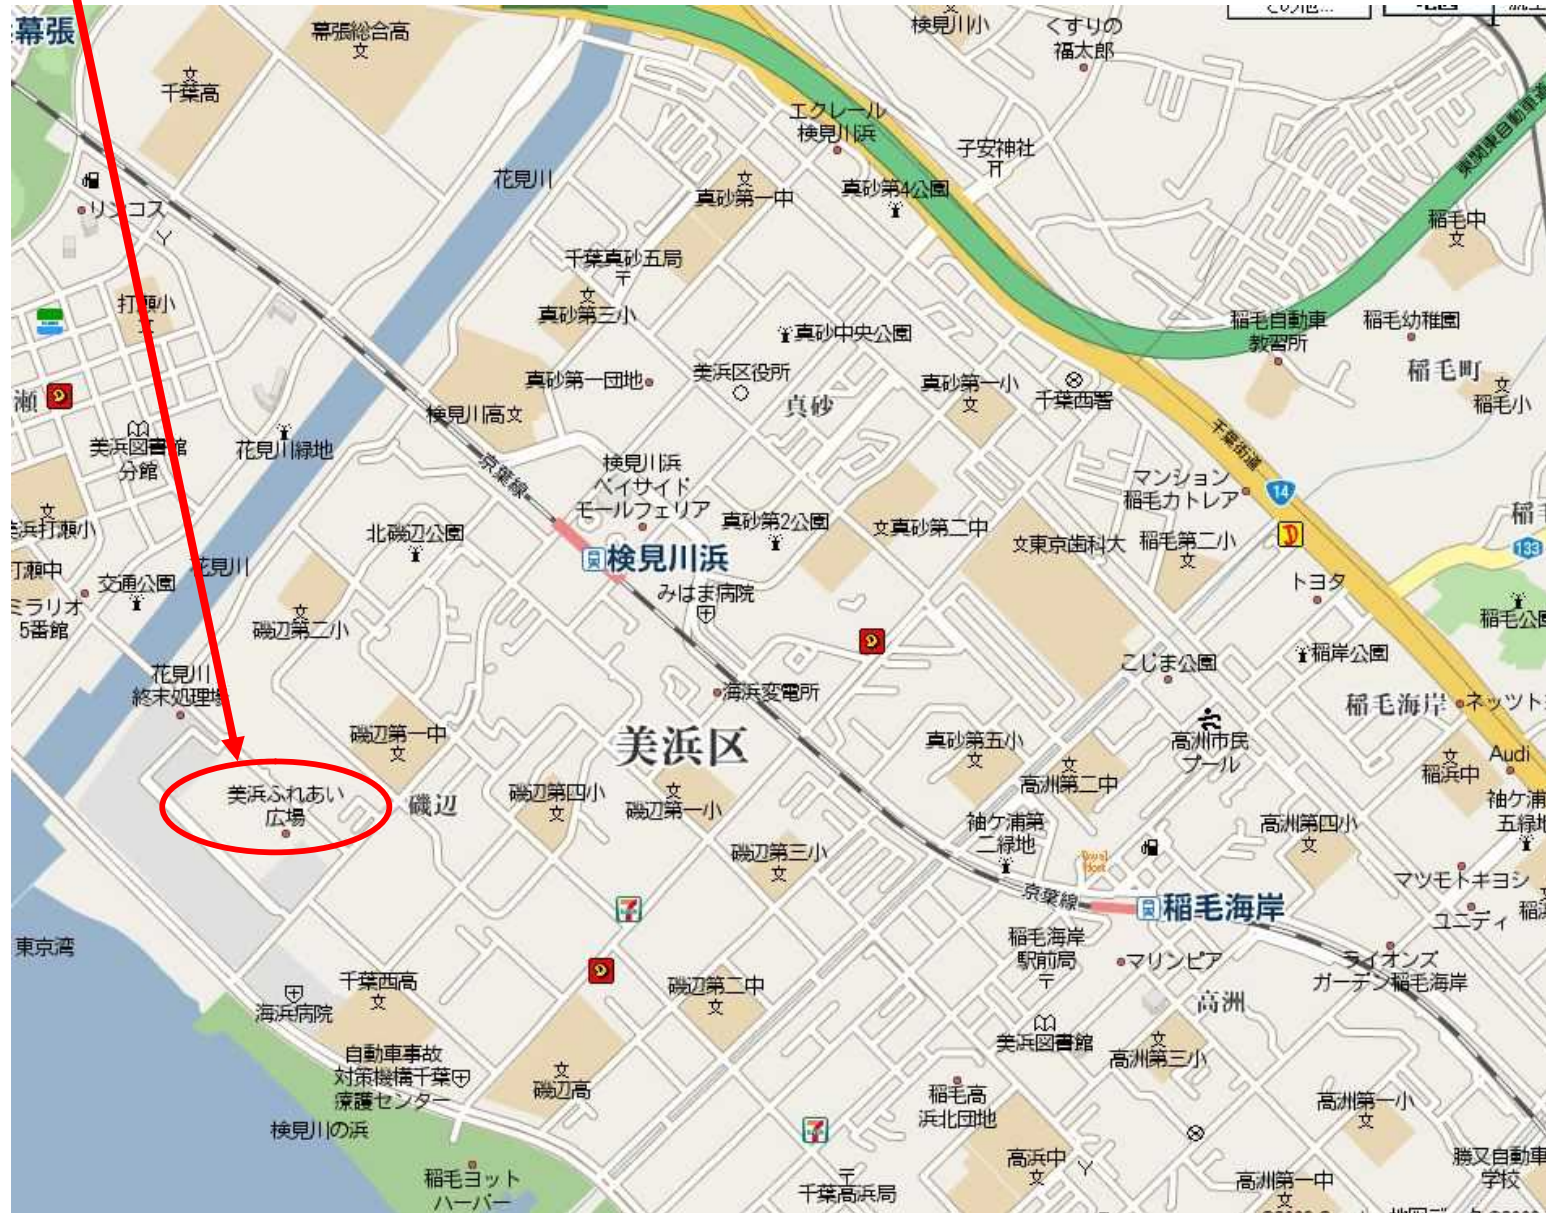 幕張
幕張総合高
検見川小
くすりの
福太郎
千葉高
エクレール
検見川浜
子安神社
東関東自動車道
花見川
真砂第一中
真砂第4公園
リンコス
稲毛中
千葉真砂五局
打瀬小
真砂第三小
真砂中央公園
稲毛自動車
教習所
稲毛幼稚園
稲毛町
瀬
真砂第一団地
美浜区役所
真砂第一小
千葉西署
稲毛小
検見川高
真砂
美浜図書館
分館
花見川緑地
千葉街道
京葉線
検見川浜
ベイサイド
モールフェリア
マンション
稲毛カトレア
14
美浜打瀬小
北磯辺公園
真砂第2公園
真砂第二中
東京歯科大
稲毛第二小
133
打瀬中
花見川
検見川浜
交通公園
みはま病院
トヨタ
ミラリオ
5番館
磯辺第二小
稲毛公園
花見川
終末処理場
こじま公園
稲岸公園
海浜変電所
稲毛海岸
ネッツト
磯辺第一中
美浜区
真砂第五小
高洲市民
プール
Audi
高洲第二中
稲浜中
美浜ふれあい
広場
磯辺
磯辺第四小
磯辺第一小
袖ケ浦
五緑地
袖ケ浦第
二緑地
高洲第四小
磯辺第三小
マツモトキヨシ
京葉線
稲毛海岸
ユニディ
東京湾
稲毛海岸
駅前局
マリンピア
ライオンズ
ガーデン稲毛海岸
千葉西高
磯辺第二中
海浜病院
高洲
美浜図書館
高洲第三小
自動車事故
対策機構千葉
療護センター
磯辺高
稲毛高
浜北団地
高洲第一小
検見川の浜
高浜中
勝又自動車
学校
稲毛ヨット
ハーバー
千葉高浜局
高洲第一中